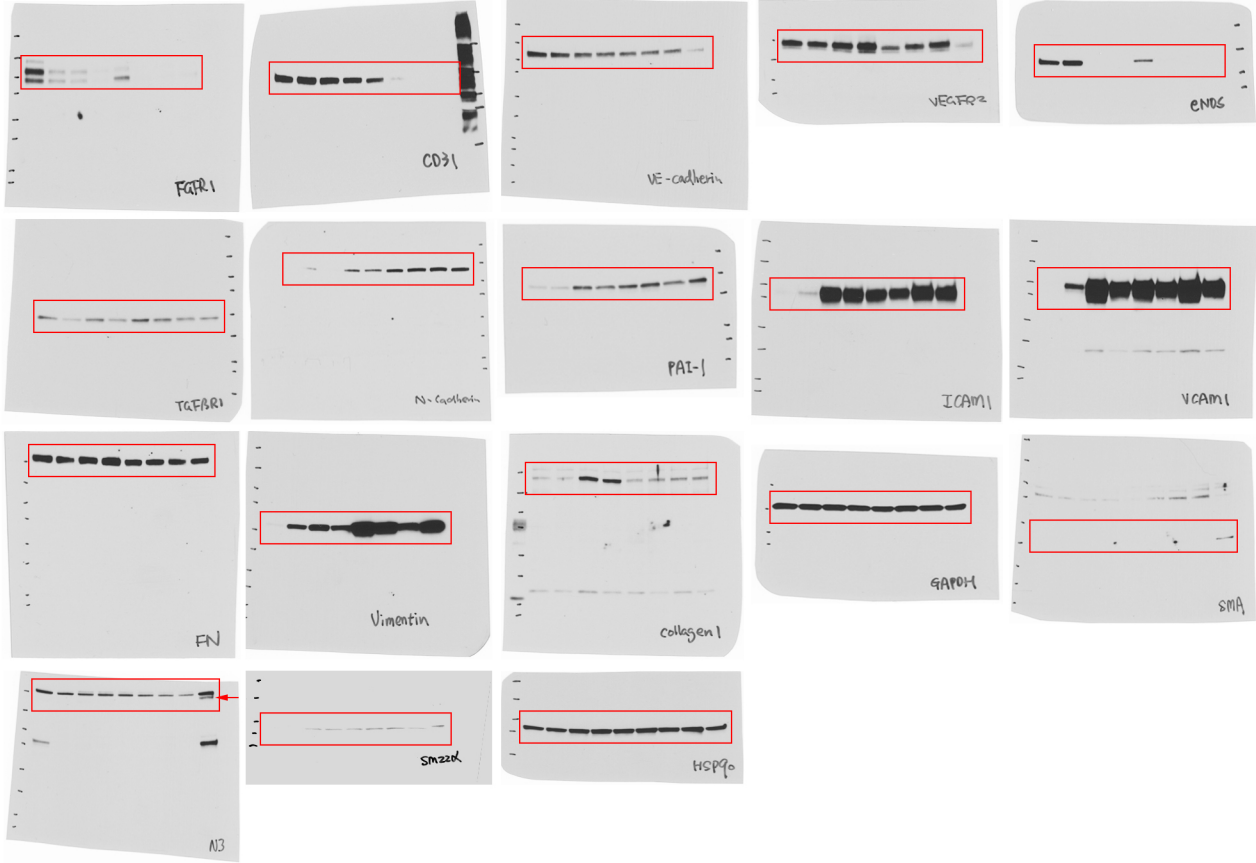 FGFR1
CD31
VE-cadherin
VEGFR2
eNOS
TGFBR1
N-cadherin
PAI-1
ICAM1
VCAM1
FN
Vimentin
collagen1
GAPDH
SMA
N3
SM22α
HSP90